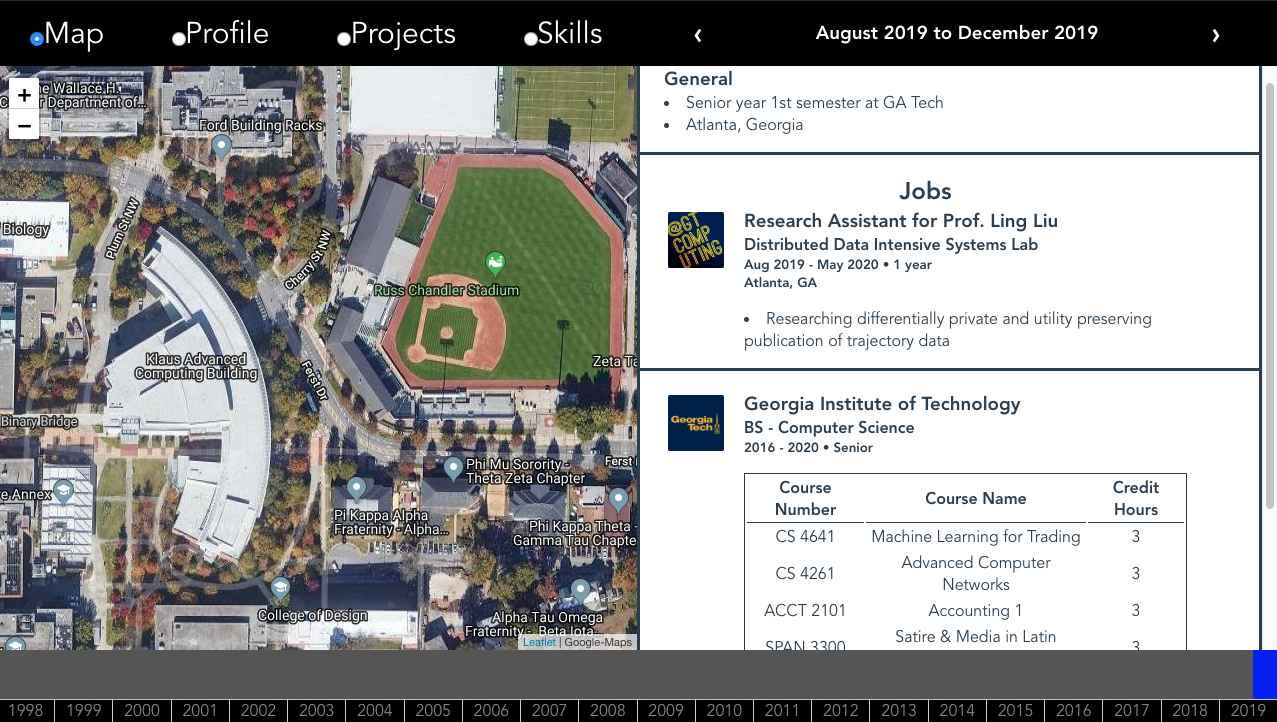 Map
Profile
Projects
Skills
‹
August 2019 to December 2019
›
+
−
e Wallace H.
Department of...
Ford Building Racks
Biology
Plum St NW
Cherry St NW
Russ Chandler Stadium
Klaus Advanced
Computing Building
Ferst Dr
Zeta Ta
Binary Bridge
Phi Mu Sorority -
Theta Zeta Chapter
Ferst
e Annex
Pi Kappa Alpha
Fraternity - Alpha...
Phi Kappa Theta -
Gamma Tau Chapte
College of Design
Alpha Tau Omega
Fraternity - Beta Iota...
Leaflet | Google-Maps
General
• Senior year 1st semester at GA Tech
• Atlanta, Georgia
Jobs
@GT
COMP
UTING
Research Assistant for Prof. Ling Liu
Distributed Data Intensive Systems Lab
Aug 2019 - May 2020 • 1 year
Atlanta, GA
• Researching differentially private and utility preserving
publication of trajectory data
Georgia
Tech
Georgia Institute of Technology
BS - Computer Science
2016 - 2020 • Senior
Course
Number
Course Name
Credit
Hours
CS 4641 Machine Learning for Trading 3
CS 4261 Advanced Computer
Networks 3
ACCT 2101 Accounting 1 3
SPAN 3300 Satire & Media in Latin 3
1998 1999 2000 2001 2002 2003 2004 2005 2006 2007 2008 2009 2010 2011 2012 2013 2014 2015 2016 2017 2018 2019